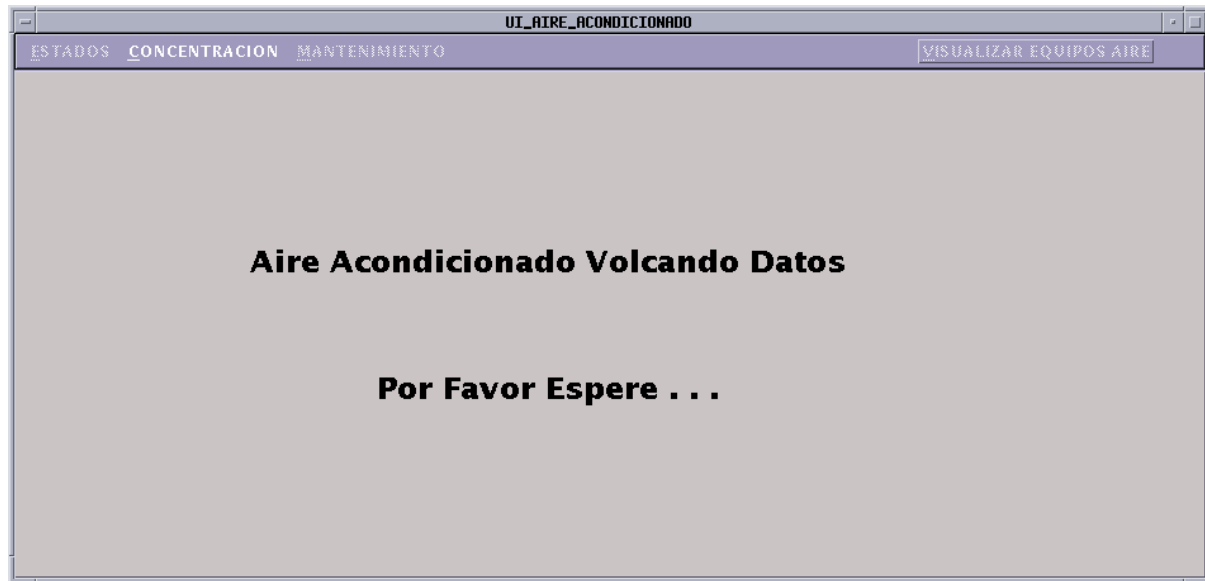 UI_AIRE_ACONDICIONADO
ESTADOS CONCENTRACION MANTENIMIENTO VISUALIZAR EQUIPOS AIRE
Aire Acondicionado Volcando Datos
Por Favor Espere . . .